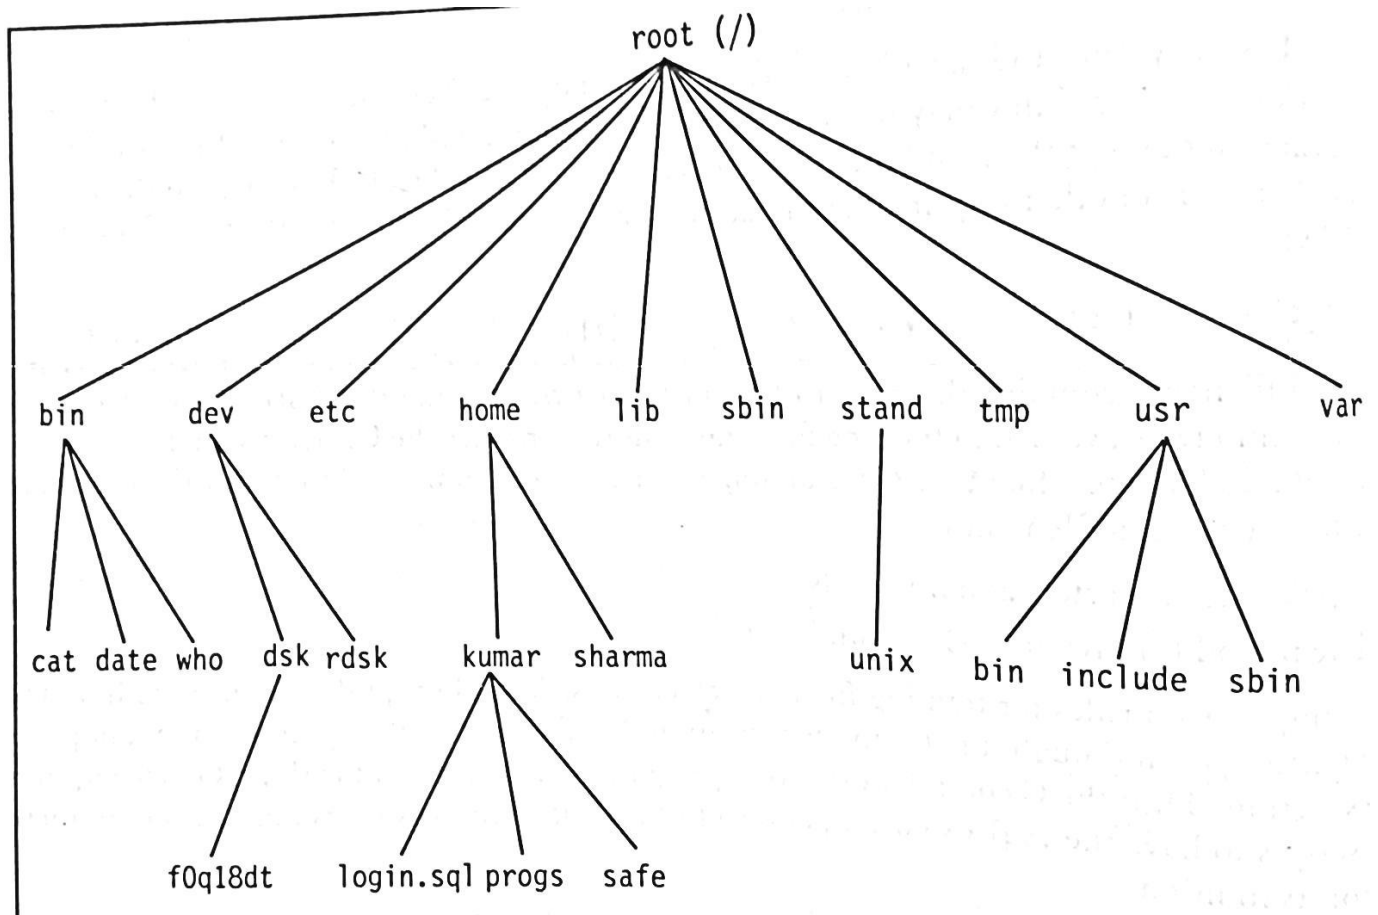 root (/)
bin dev etc home lib sbin stand tmp usr var
cat date who dsk rdsk kumar sharma unix bin include sbin
f0q18dt login.sql progs safe